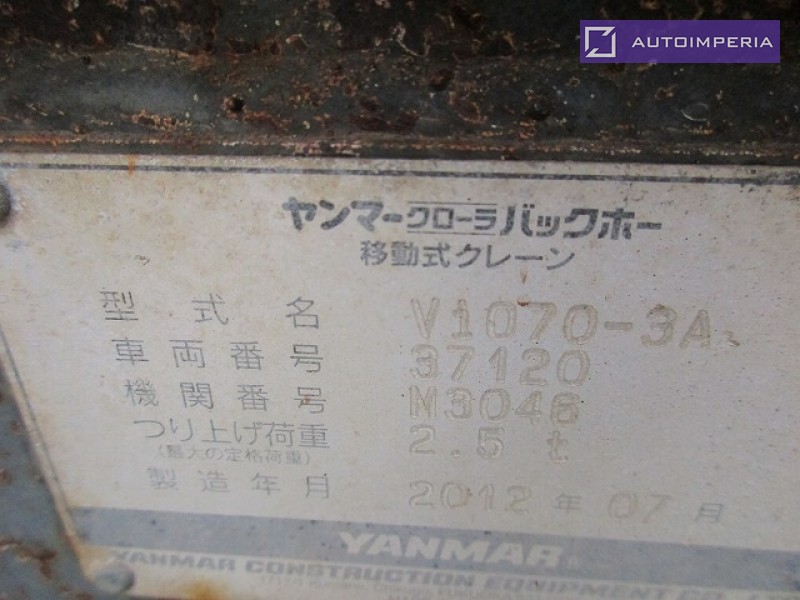 AUTOIMPERIA
ヤンマークローラバックホー
移動式クレーン
型式名 V1070-3A
車両番号 37120
機関番号 M3046
つり上げ荷重 2.5 t
(最大の定格荷重)
製造年月 2012年07月
YANMAR
YANMAR CONSTRUCTION EQUIPMENT CO.,